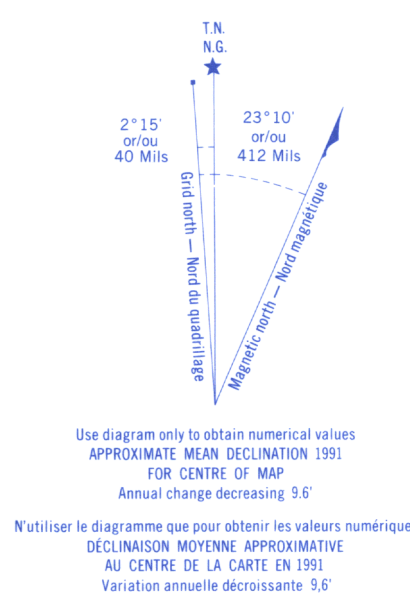 T.N.
N.G.
2°15'
or/ou
40 Mils
23°10'
or/ou
412 Mils
Grid north — Nord du quadrillage
Magnetic north — Nord magnétique
Use diagram only to obtain numerical values
APPROXIMATE MEAN DECLINATION 1991
FOR CENTRE OF MAP
Annual change decreasing 9.6'
N'utiliser le diagramme que pour obtenir les valeurs numérique
DÉCLINAISON MOYENNE APPROXIMATIVE
AU CENTRE DE LA CARTE EN 1991
Variation annuelle décroissante 9,6'